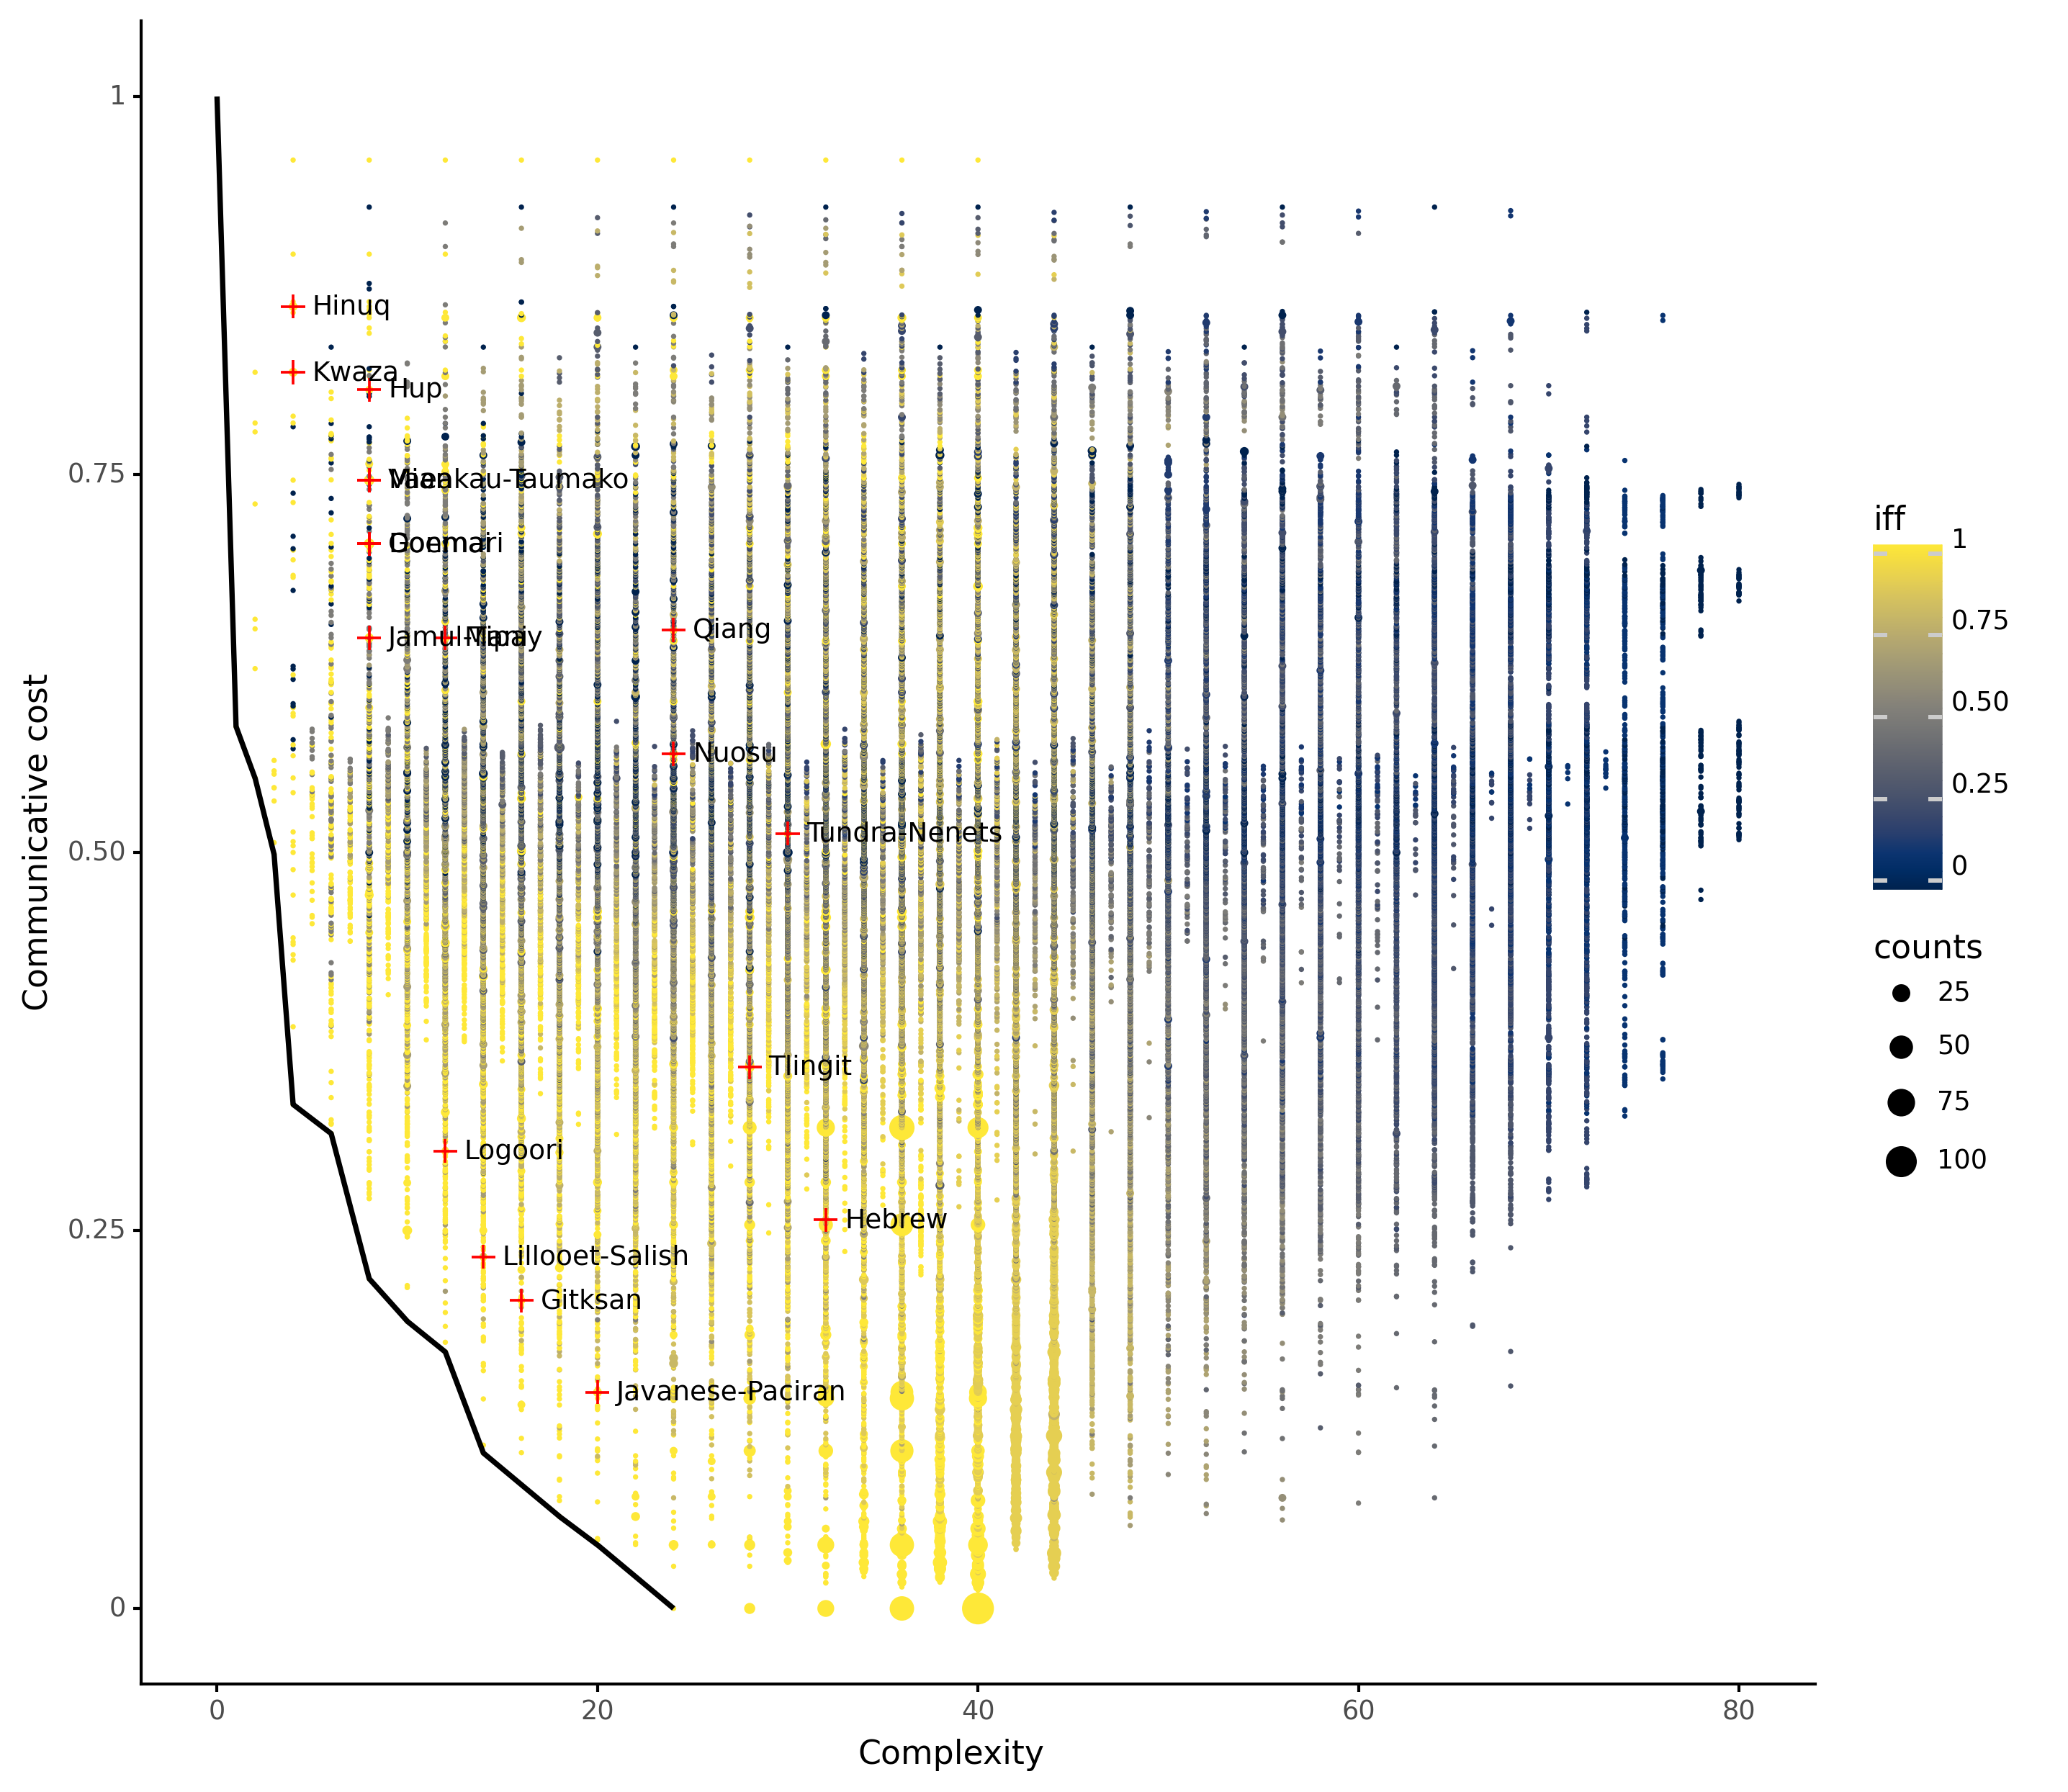 1
0.75
0.50
0.25
0
Communicative cost
0
20
40
60
80
Complexity
Hinuq
Kwaza
Hup
Vaeakau-Taumako
Jamul-Tiipay
Qiang
Nuosu
Tundra-Nenets
Tlingit
Logoori
Hebrew
Lillooet-Salish
Gitksan
Javanese-Paciran
iff
1
0.75
0.50
0.25
0
counts
25
50
75
100